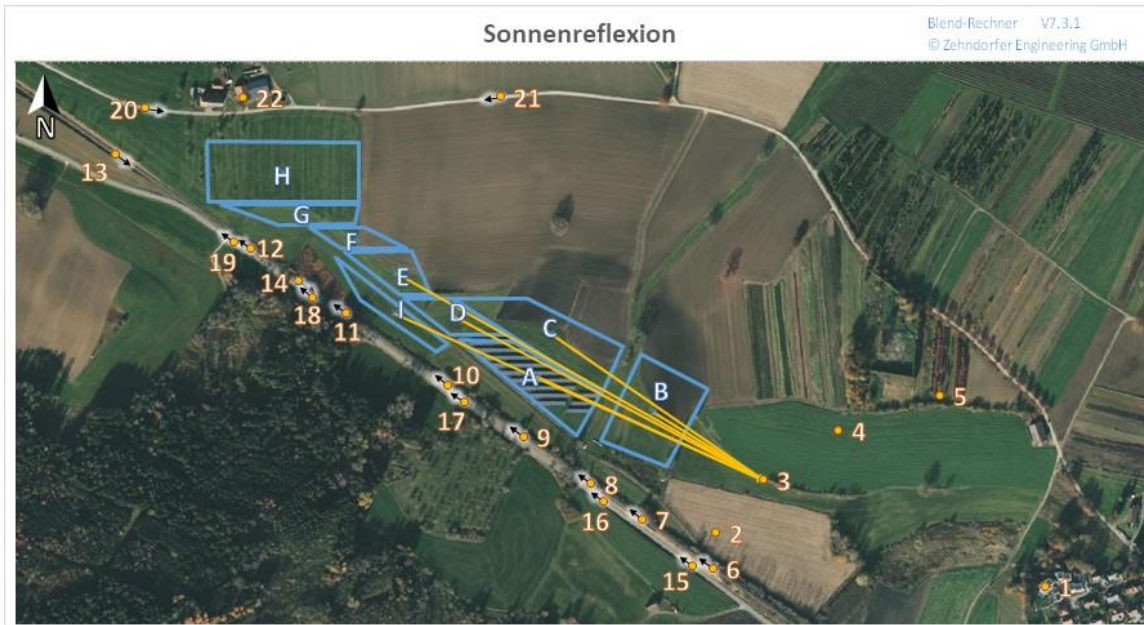 Sonnenreflexion
Blend-Rechner V7.3.1
© Zehndorfer Engineering GmbH
N
20
22
21
13
H
G
F
19
12
E
14
18
I
D
C
11
A
B
10
17
5
9
4
8
3
16
7
2
15
6
1